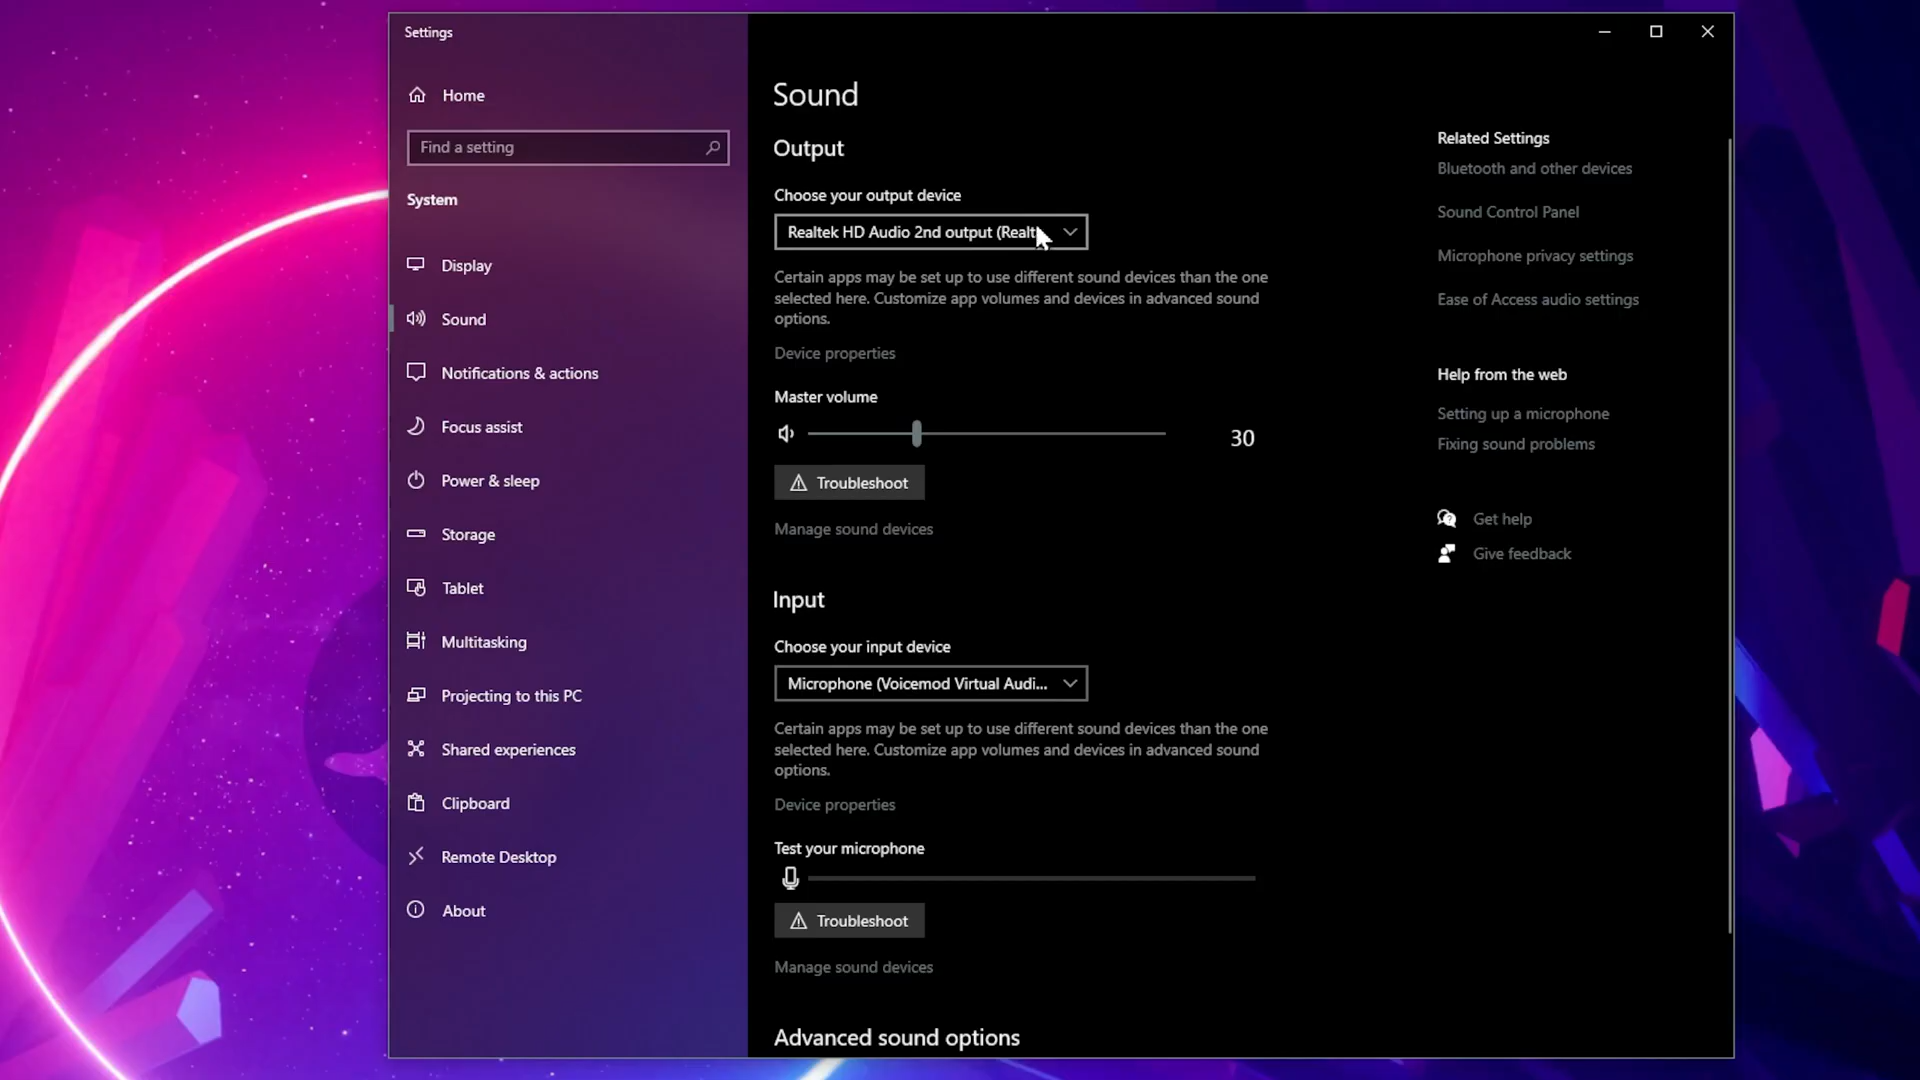 Settings
Home
Find a setting
System
Display
Sound
Notifications & actions
Focus assist
Power & sleep
Storage
Tablet
Multitasking
Projecting to this PC
Shared experiences
Clipboard
Remote Desktop
About
Sound
Output
Choose your output device
Realtek HD Audio 2nd output (Realt
Certain apps may be set up to use different sound devices than the one
selected here. Customize app volumes and devices in advanced sound
options.
Device properties
Master volume
30
Troubleshoot
Manage sound devices
Input
Choose your input device
Microphone (Voicemod Virtual Audi...
Certain apps may be set up to use different sound devices than the one
selected here. Customize app volumes and devices in advanced sound
options.
Device properties
Test your microphone
Troubleshoot
Manage sound devices
Advanced sound options
Related Settings
Bluetooth and other devices
Sound Control Panel
Microphone privacy settings
Ease of Access audio settings
Help from the web
Setting up a microphone
Fixing sound problems
Get help
Give feedback